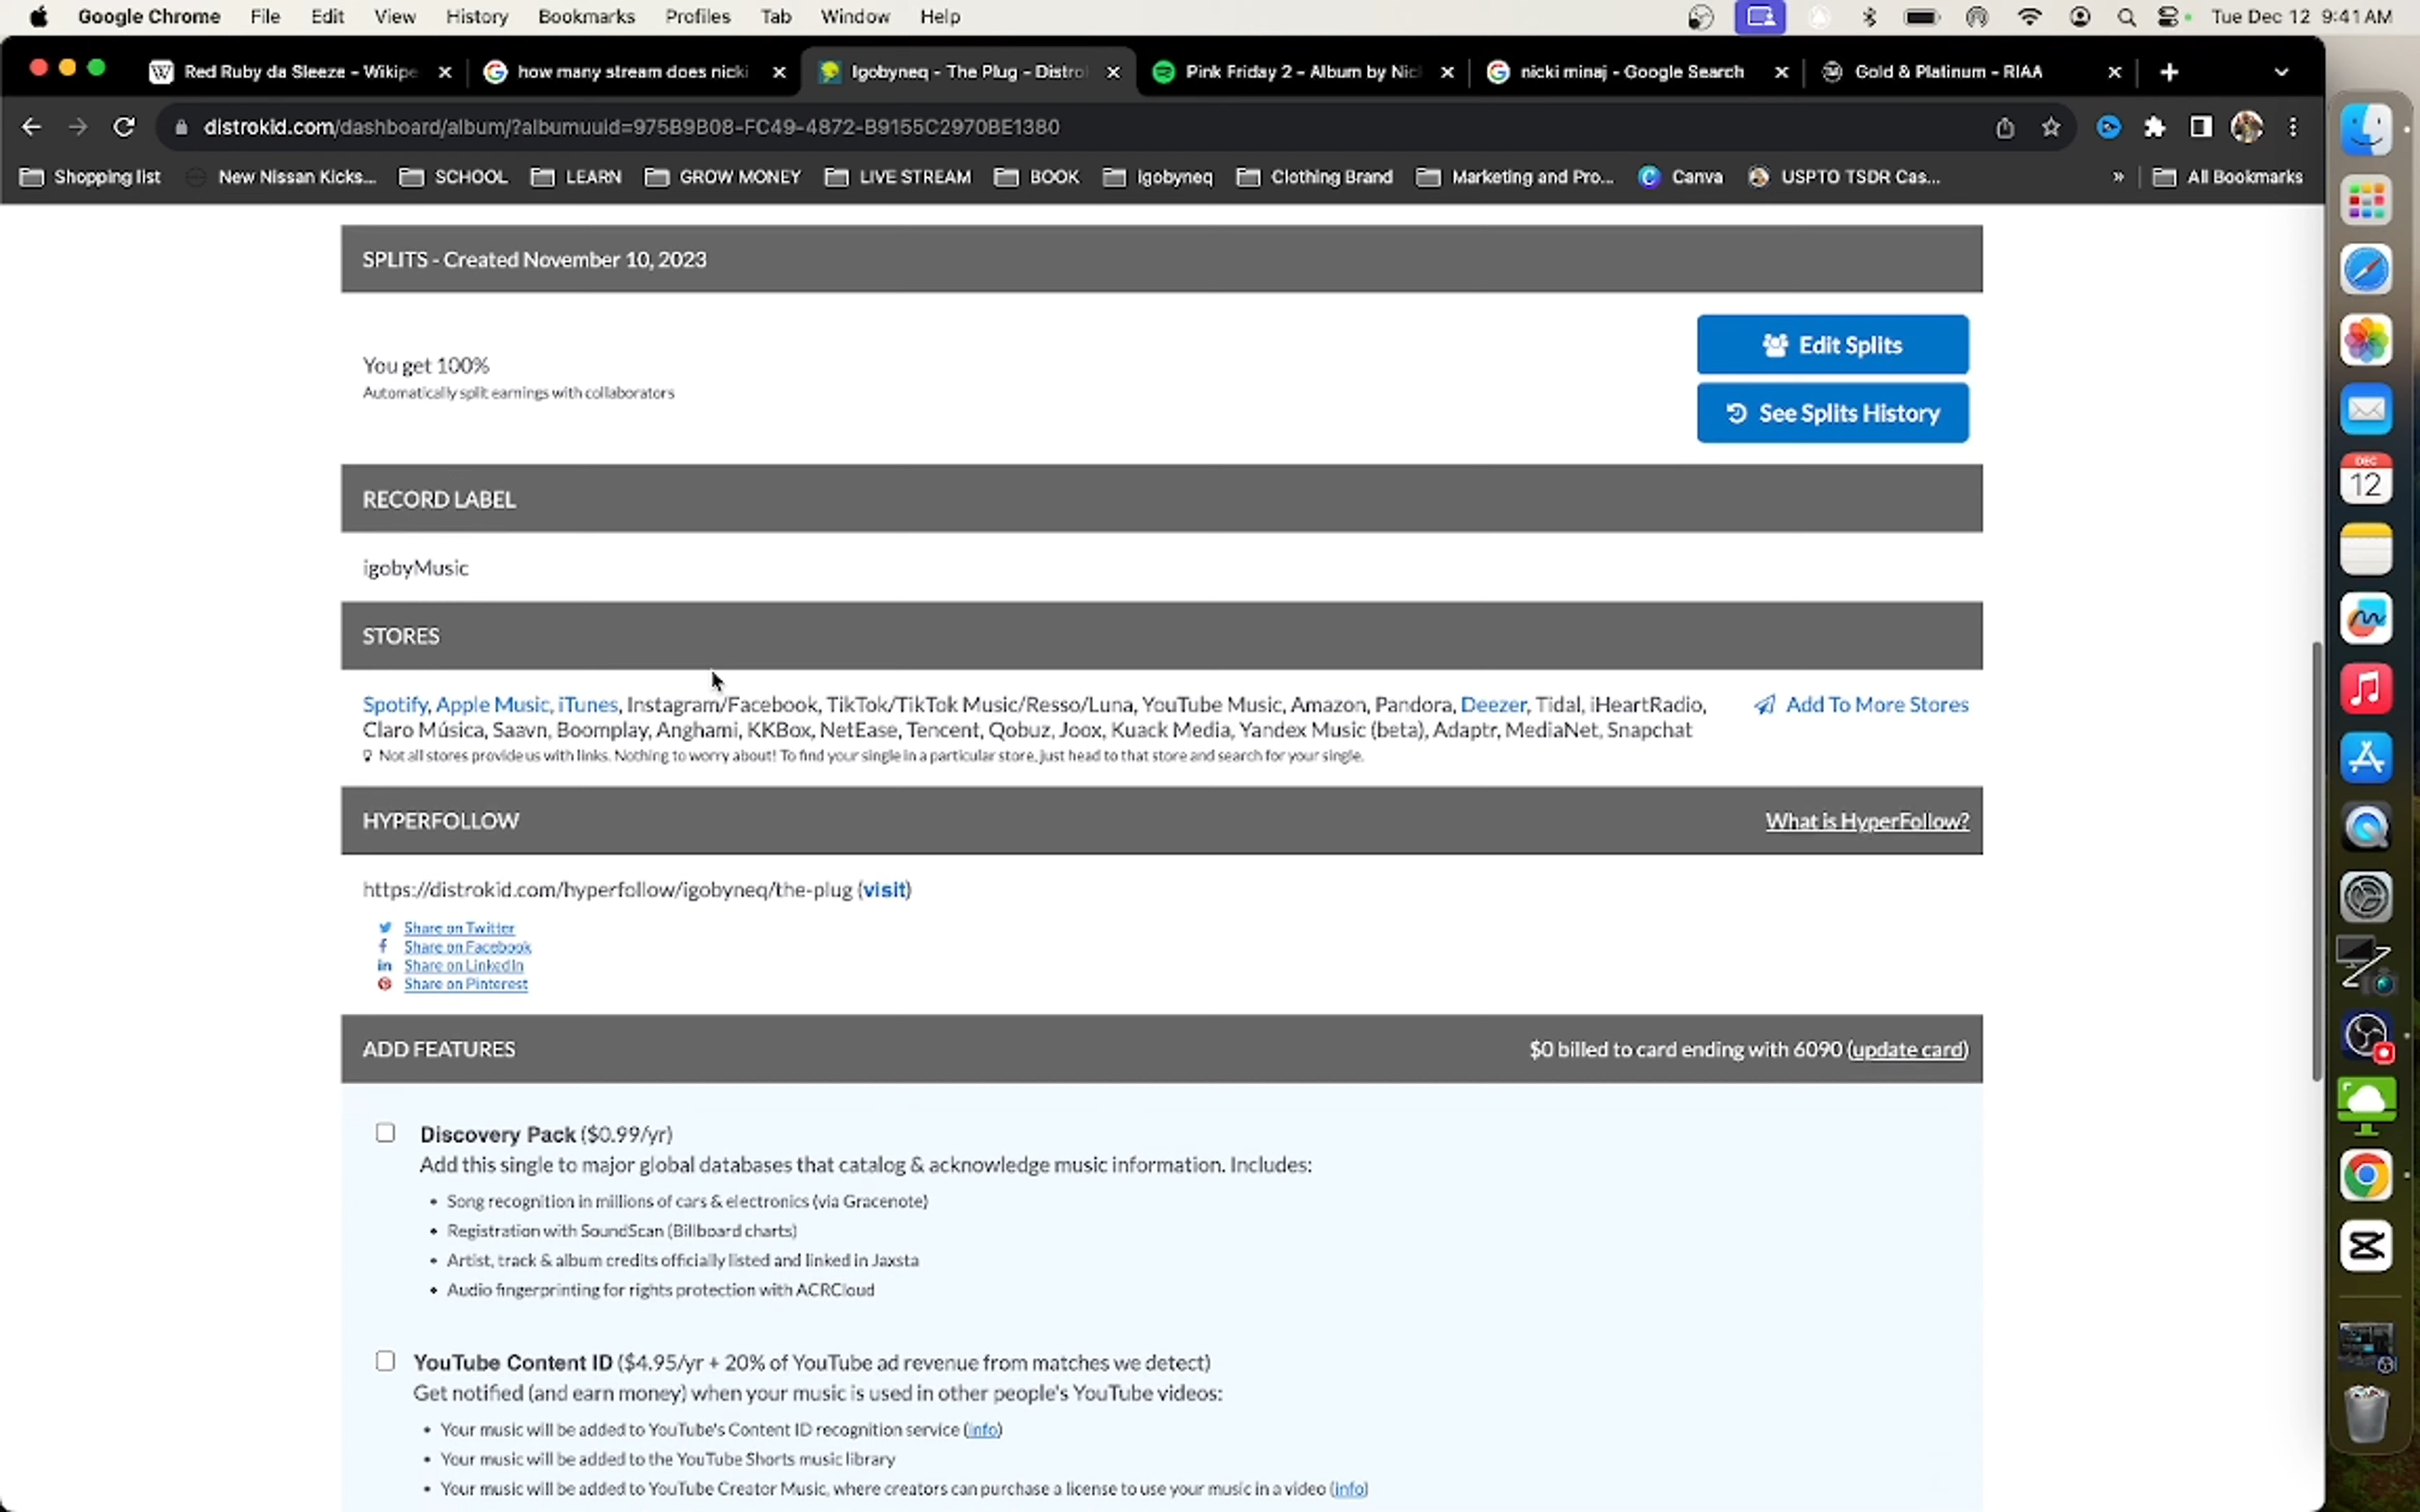 Google Chrome File Edit View History Bookmarks Profiles Tab Window Help Tue Dec 12 9:41 AM
Red Ruby da Sleeze - Wikipe how many stream does nicki Igobyneq - The Plug - Distro Pink Friday 2 - Album by Nic nicki minaj - Google Search Gold & Platinum - RIAA
distrokid.com/dashboard/album/?albumuuid=975B9B08-FC49-4872-B9155C2970BE1380
Shopping list New Nissan Kicks... SCHOOL LEARN GROW MONEY LIVE STREAM BOOK Igobyneq Clothing Brand Marketing and Pro... Canva USPTO TSDR Cas... » All Bookmarks
SPLITS - Created November 10, 2023
You get 100%
Automatically split earnings with collaborators
Edit Splits
See Splits History
RECORD LABEL
igobyMusic
STORES
Spotify, Apple Music, iTunes, Instagram/Facebook, TikTok/TikTok Music/Resso/Luna, YouTube Music, Amazon, Pandora, Deezer, Tidal, iHeartRadio,
Claro Música, Saavn, Boomplay, Anghami, KKBox, NetEase, Tencent, Qobuz, Joox, Kuack Media, Yandex Music (beta), Adaptr, MediaNet, Snapchat
Add To More Stores
Not all stores provide us with links. Nothing to worry about! To find your single in a particular store, just head to that store and search for your single.
HYPERFOLLOW What is HyperFollow?
https://distrokid.com/hyperfollow/igobyneq/the-plug (visit)
Share on Twitter
Share on Facebook
Share on LinkedIn
Share on Pinterest
ADD FEATURES $0 billed to card ending with 6090 (update card)
Discovery Pack ($0.99/yr)
Add this single to major global databases that catalog & acknowledge music information. Includes:
• Song recognition in millions of cars & electronics (via Gracenote)
• Registration with SoundScan (Billboard charts)
• Artist, track & album credits officially listed and linked in Jaxsta
• Audio fingerprinting for rights protection with ACRCloud
YouTube Content ID ($4.95/yr + 20% of YouTube ad revenue from matches we detect)
Get notified (and earn money) when your music is used in other people's YouTube videos:
• Your music will be added to YouTube's Content ID recognition service (info)
• Your music will be added to the YouTube Shorts music library
• Your music will be added to YouTube Creator Music, where creators can purchase a license to use your music in a video (info)
DEC
12